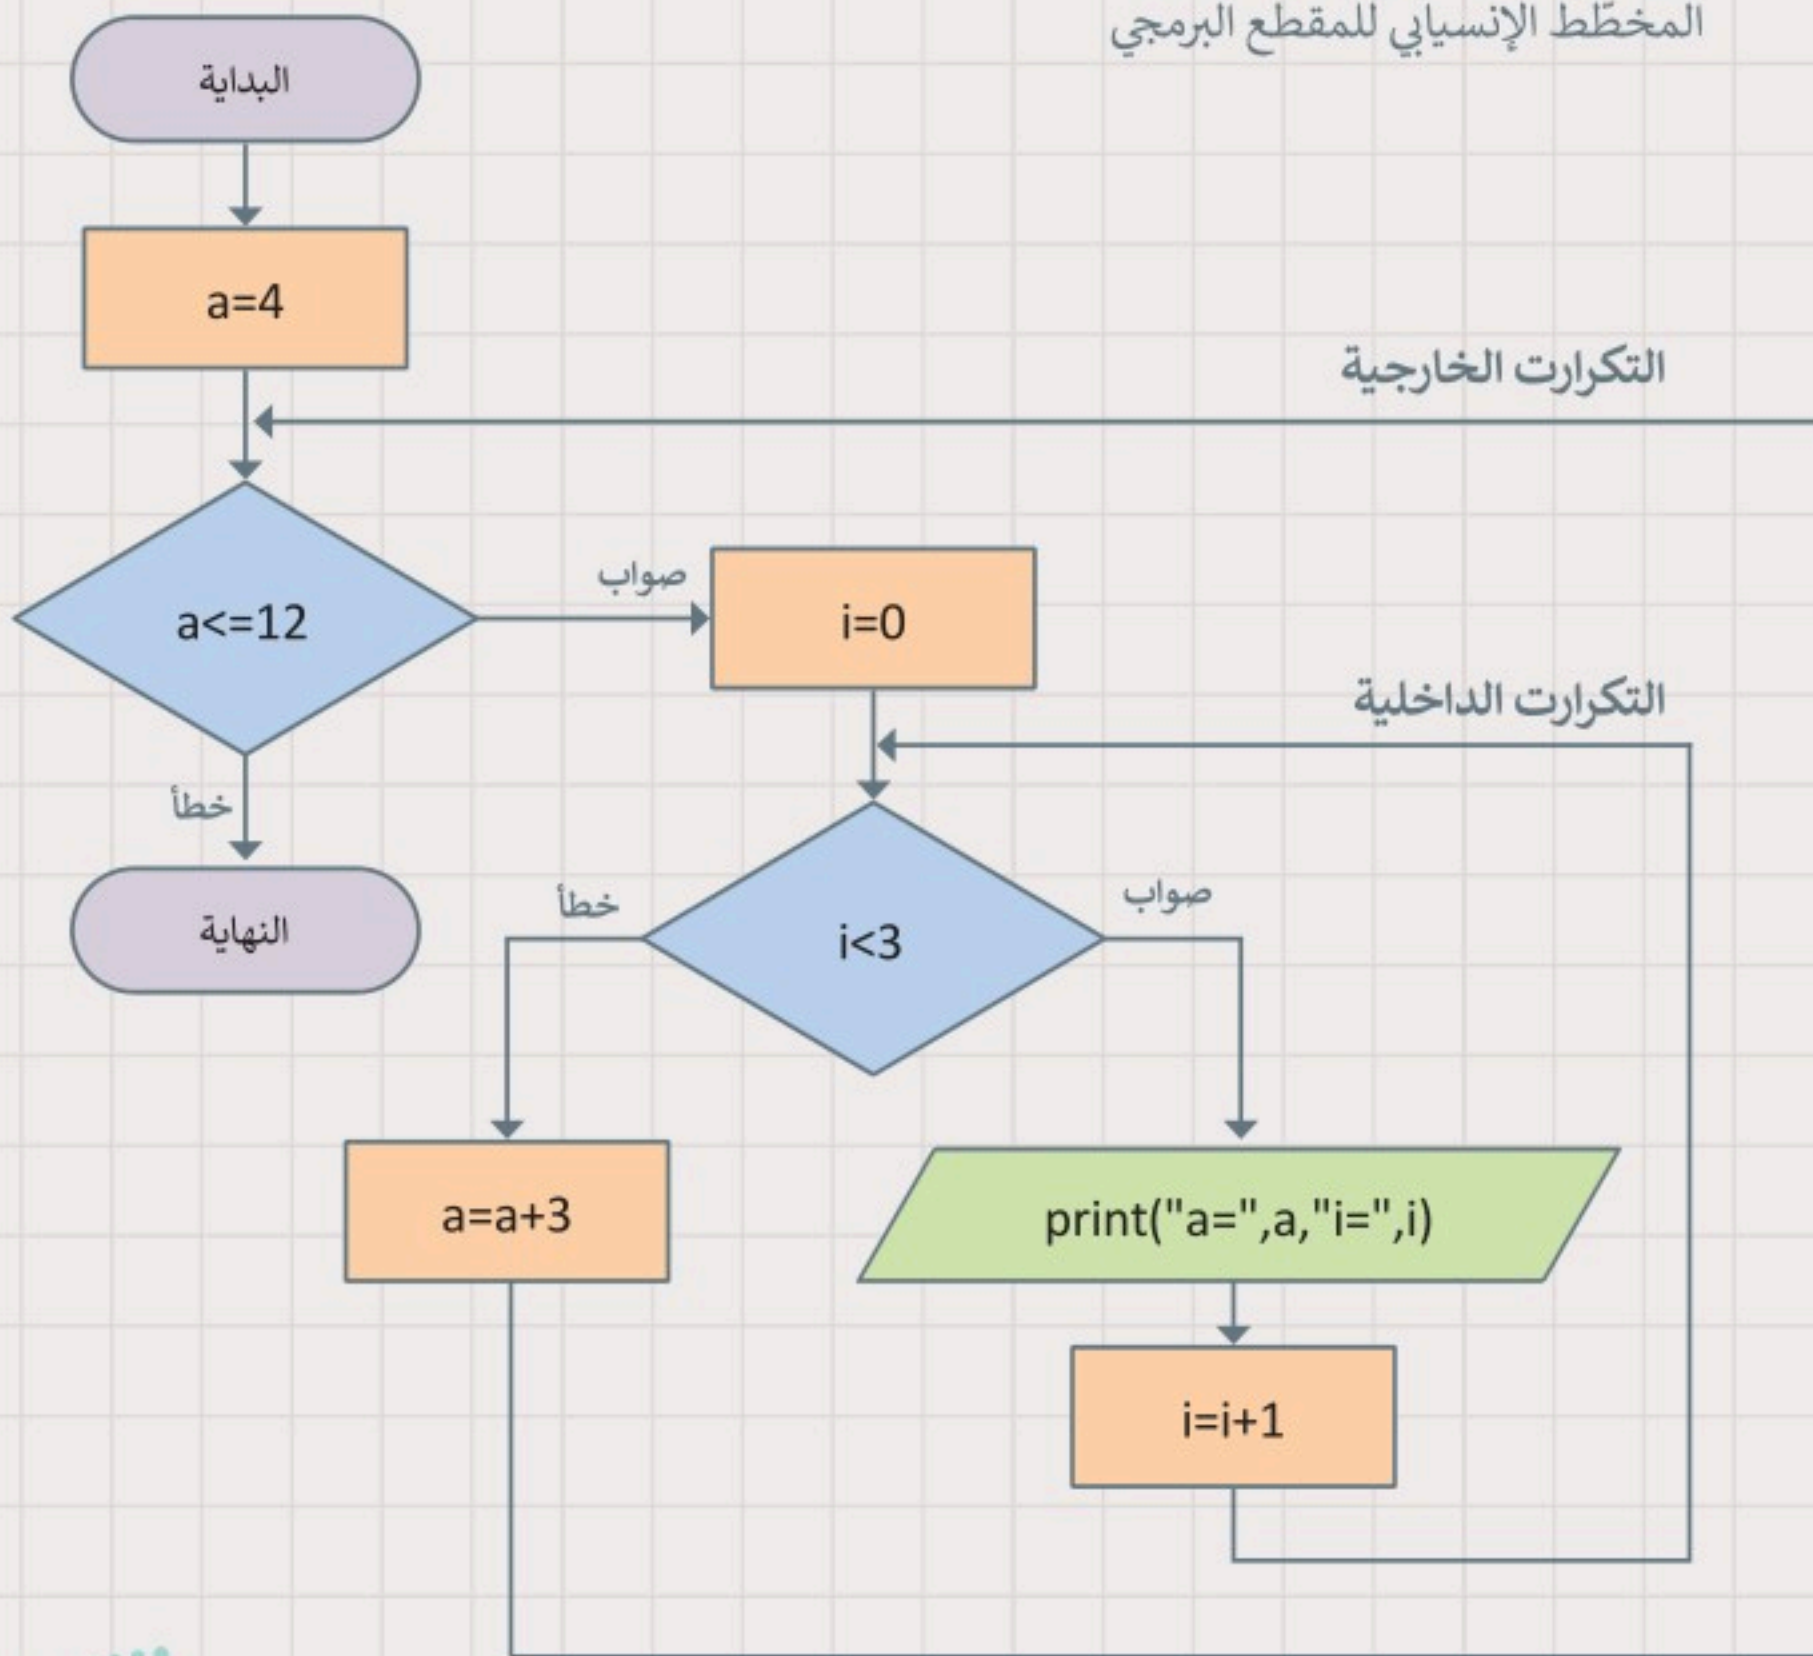 المخطّط الإنسيابي للمقطع البرمجي
البداية
a=4
التكرارت الخارجية
a<=12
صواب
i=0
التكرارت الداخلية
خطأ
النهاية
خطأ
i<3
صواب
a=a+3
print("a=",a,"i=",i)
i=i+1